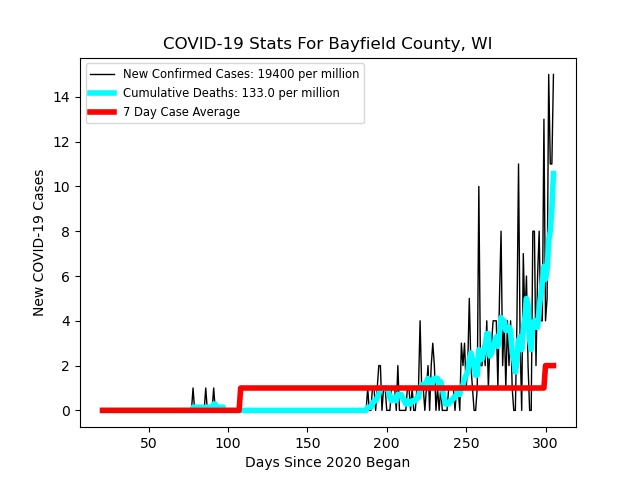 COVID-19 Stats For Bayfield County, WI
New Confirmed Cases: 19400 per million
Cumulative Deaths: 133.0 per million
7 Day Case Average
14
12
10
8
6
4
2
0
New COVID-19 Cases
50 100 150 200 250 300
Days Since 2020 Began